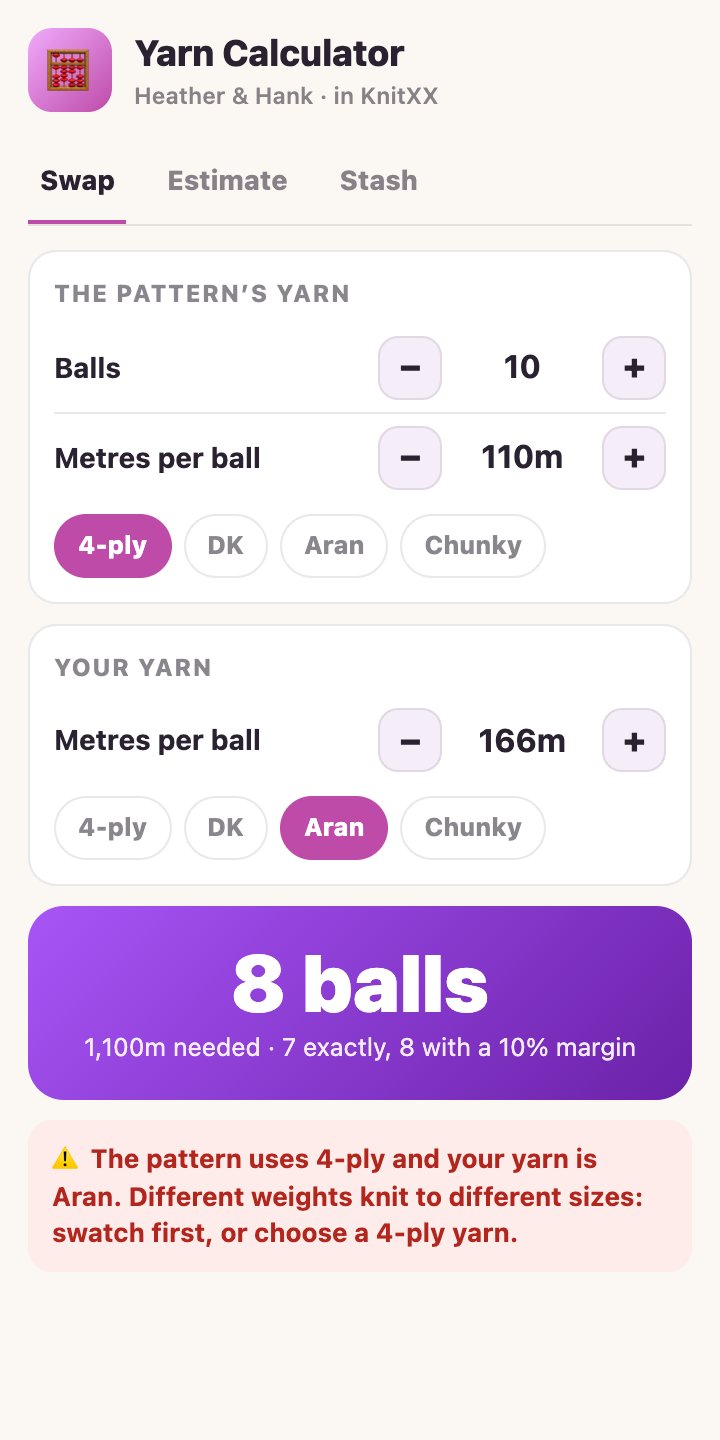 Yarn Calculator
Heather & Hank · in KnitXX
Swap Estimate Stash
THE PATTERN’S YARN
Balls − 10 +
Metres per ball − 110m +
4-ply DK Aran Chunky
YOUR YARN
Metres per ball − 166m +
4-ply DK Aran Chunky
8 balls
1,100m needed · 7 exactly, 8 with a 10% margin
⚠️ The pattern uses 4-ply and your yarn is
Aran. Different weights knit to different sizes:
swatch first, or choose a 4-ply yarn.